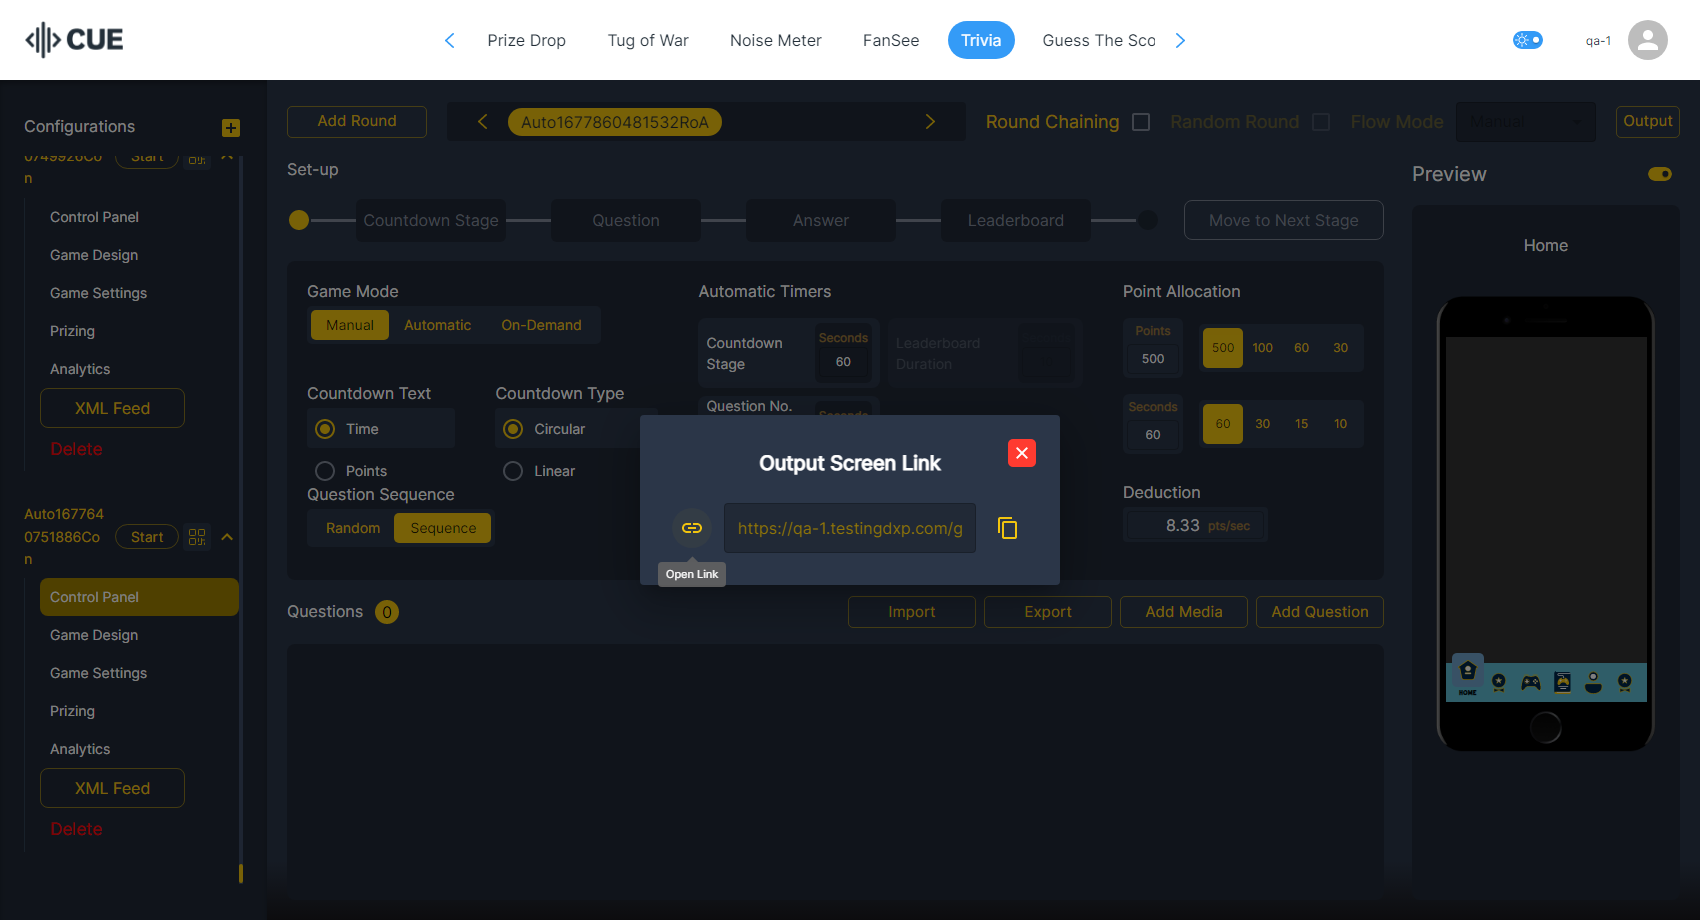 CUE
Prize Drop
Tug of War
Noise Meter
FanSee
Trivia
Guess The Sco
qa-1
Configurations
0749926Co
n
Start
Control Panel
Game Design
Game Settings
Prizing
Analytics
XML Feed
Delete
Auto167764
0751886Co
n
Start
Control Panel
Game Design
Game Settings
Prizing
Analytics
XML Feed
Delete
Add Round
Auto1677860481532RoA
Round Chaining
Random Round
Flow Mode
Manual
Output
Set-up
Countdown Stage
Question
Answer
Leaderboard
Move to Next Stage
Game Mode
Manual
Automatic
On-Demand
Countdown Text
Time
Points
Countdown Type
Circular
Linear
Question Sequence
Random
Sequence
Automatic Timers
Countdown
Stage
Seconds
60
Leaderboard
Duration
Question No.
Seconds
Point Allocation
Points
500
500
100
60
30
Seconds
60
60
30
15
10
Deduction
8.33 pts/sec
Output Screen Link
https://qa-1.testingdxp.com/g
Open Link
Questions 0
Import
Export
Add Media
Add Question
Preview
Home
HOME